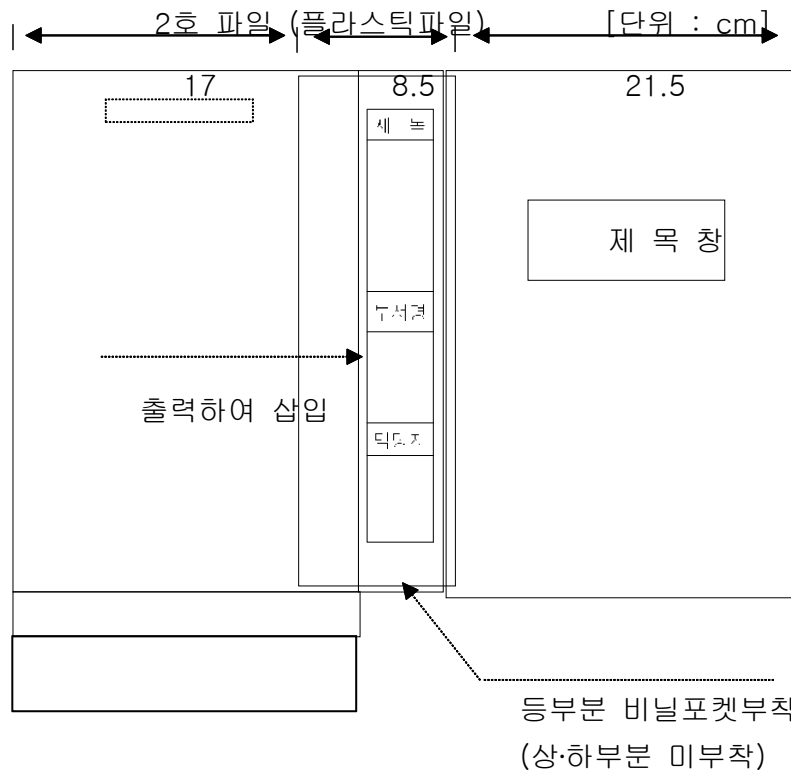 2호 파일 (플라스틱파일) [단위 : cm]
17 8.5 21.5
제 목 창
출력하여 삽입
등부분 비닐포켓부착
(상·하부분 미부착)